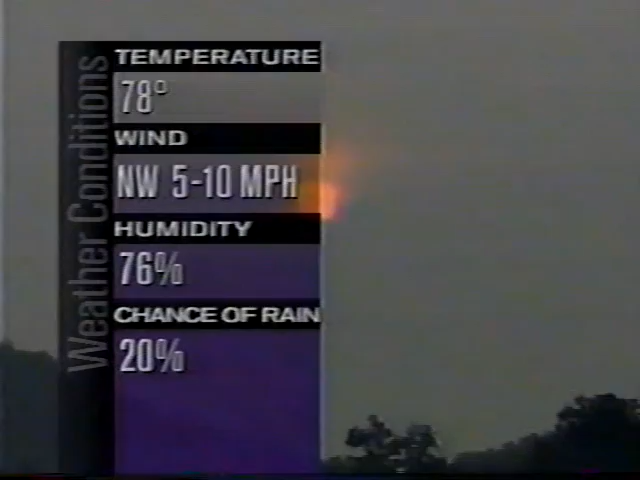 Weather Conditions
TEMPERATURE
78°
WIND
NW 5-10 MPH
HUMIDITY
76%
CHANCE OF RAIN
20%